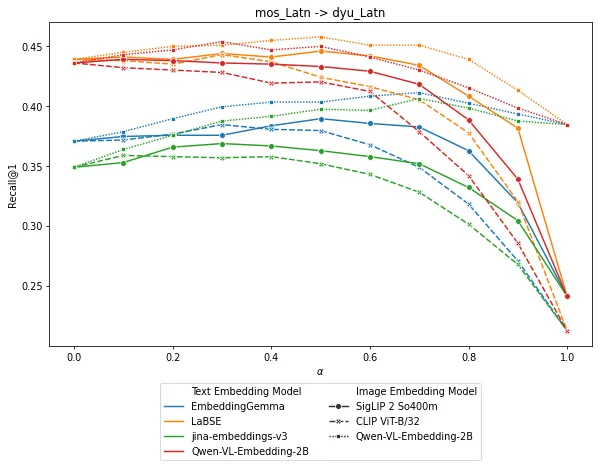 mos_Latn -> dyu_Latn
Recall@1
0.45
0.40
0.35
0.30
0.25
0.0 0.2 0.4 0.6 0.8 1.0
α
Text Embedding Model Image Embedding Model
EmbeddingGemma SigLIP 2 So400m
LaBSE CLIP ViT-B/32
jina-embeddings-v3 Qwen-VL-Embedding-2B
Qwen-VL-Embedding-2B